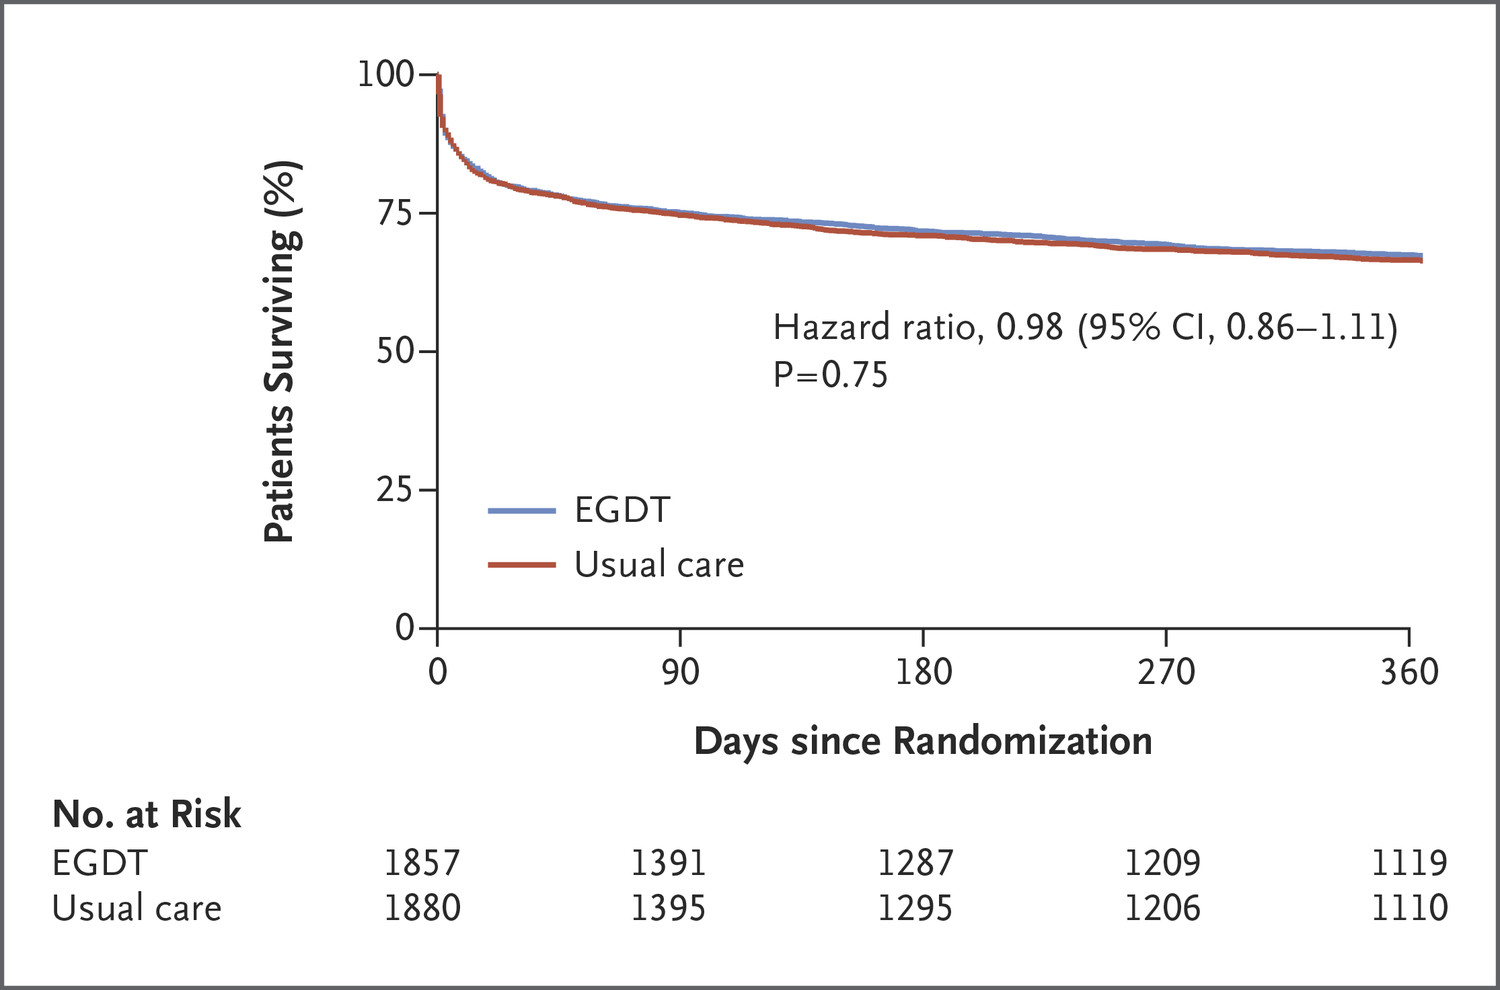 100
75
50
25
0
Patients Surviving (%)
Hazard ratio, 0.98 (95% CI, 0.86–1.11)
P=0.75
EGDT
Usual care
0 90 180 270 360
Days since Randomization
No. at Risk
EGDT 1857 1391 1287 1209 1119
Usual care 1880 1395 1295 1206 1110